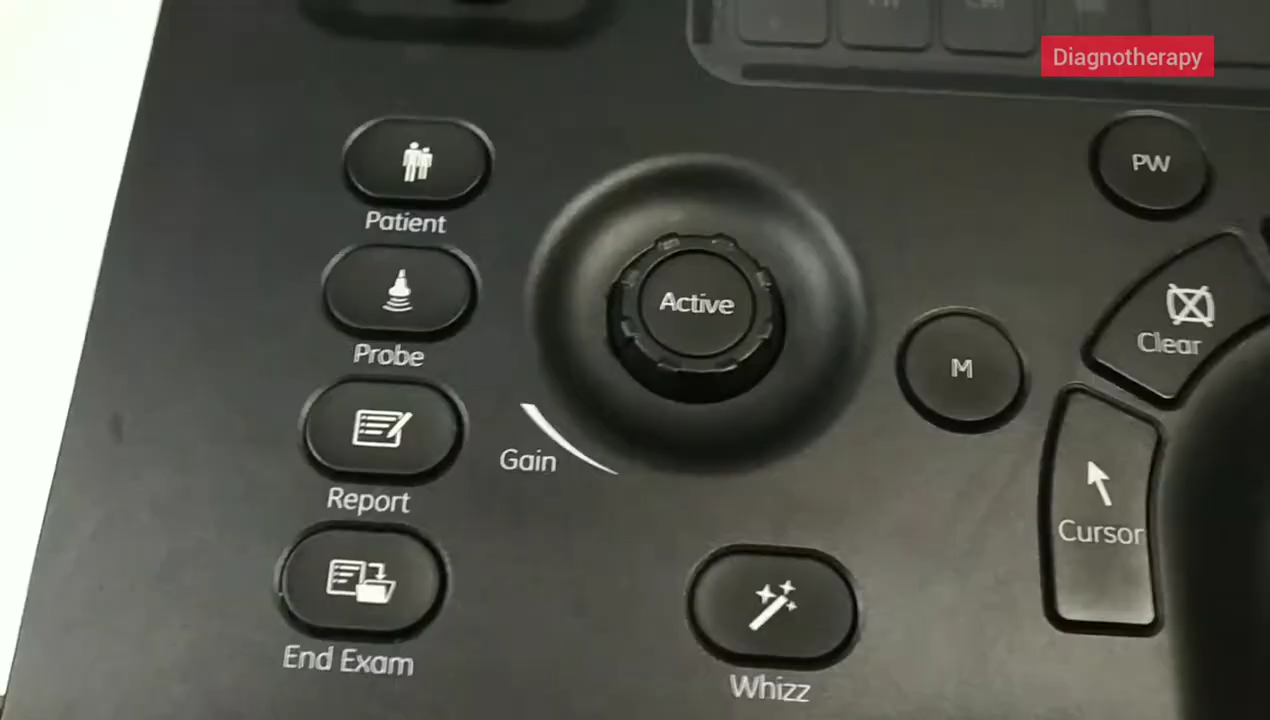 Diagnotherapy
Patient
PW
Active
Clear
Probe
M
Gain
Report
Cursor
End Exam
Whizz